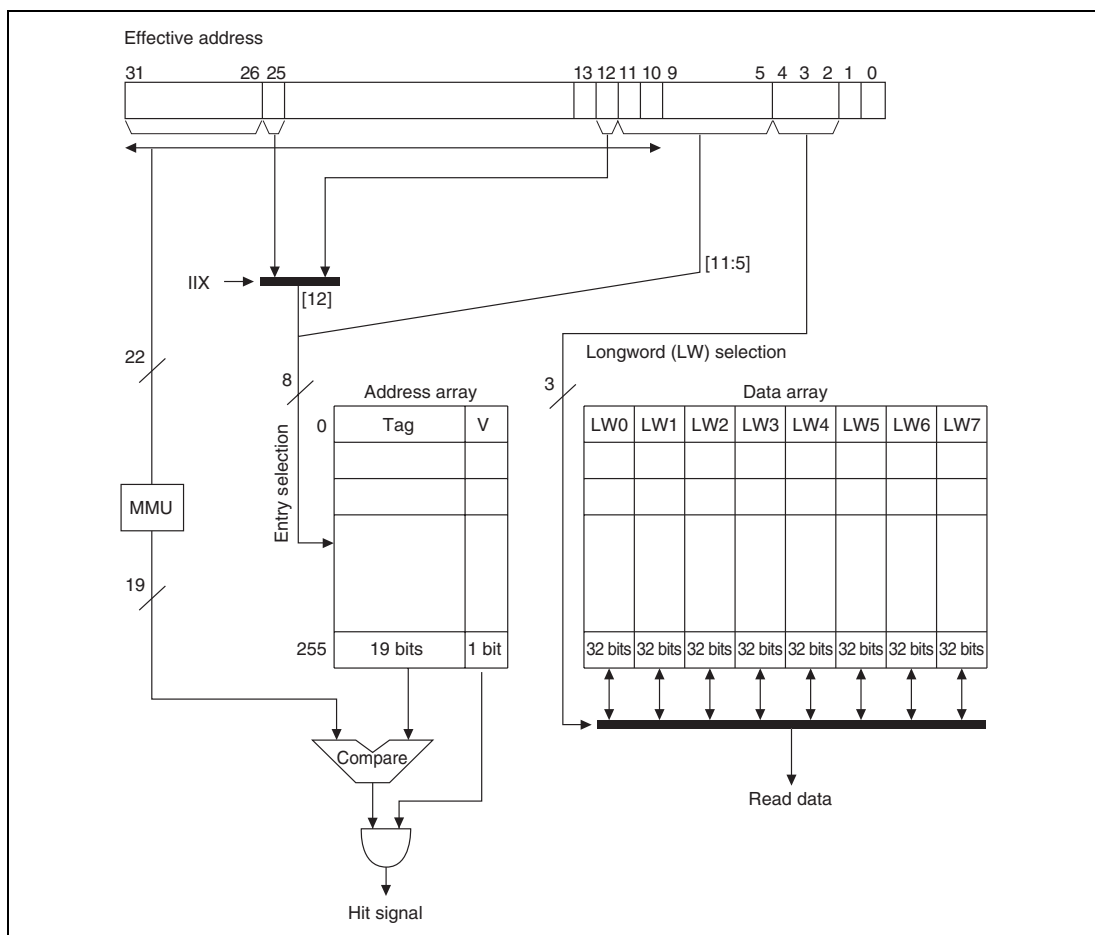 Effective address
31 26 25 13 12 11 10 9 5 4 3 2 1 0
[11:5]
IIX
[12]
22
Longword (LW) selection
8
3
Address array
Data array
0 Tag V
LW0 LW1 LW2 LW3 LW4 LW5 LW6 LW7
Entry selection
MMU
19
255 19 bits 1 bit
32 bits 32 bits 32 bits 32 bits 32 bits 32 bits 32 bits 32 bits
Compare
Read data
Hit signal